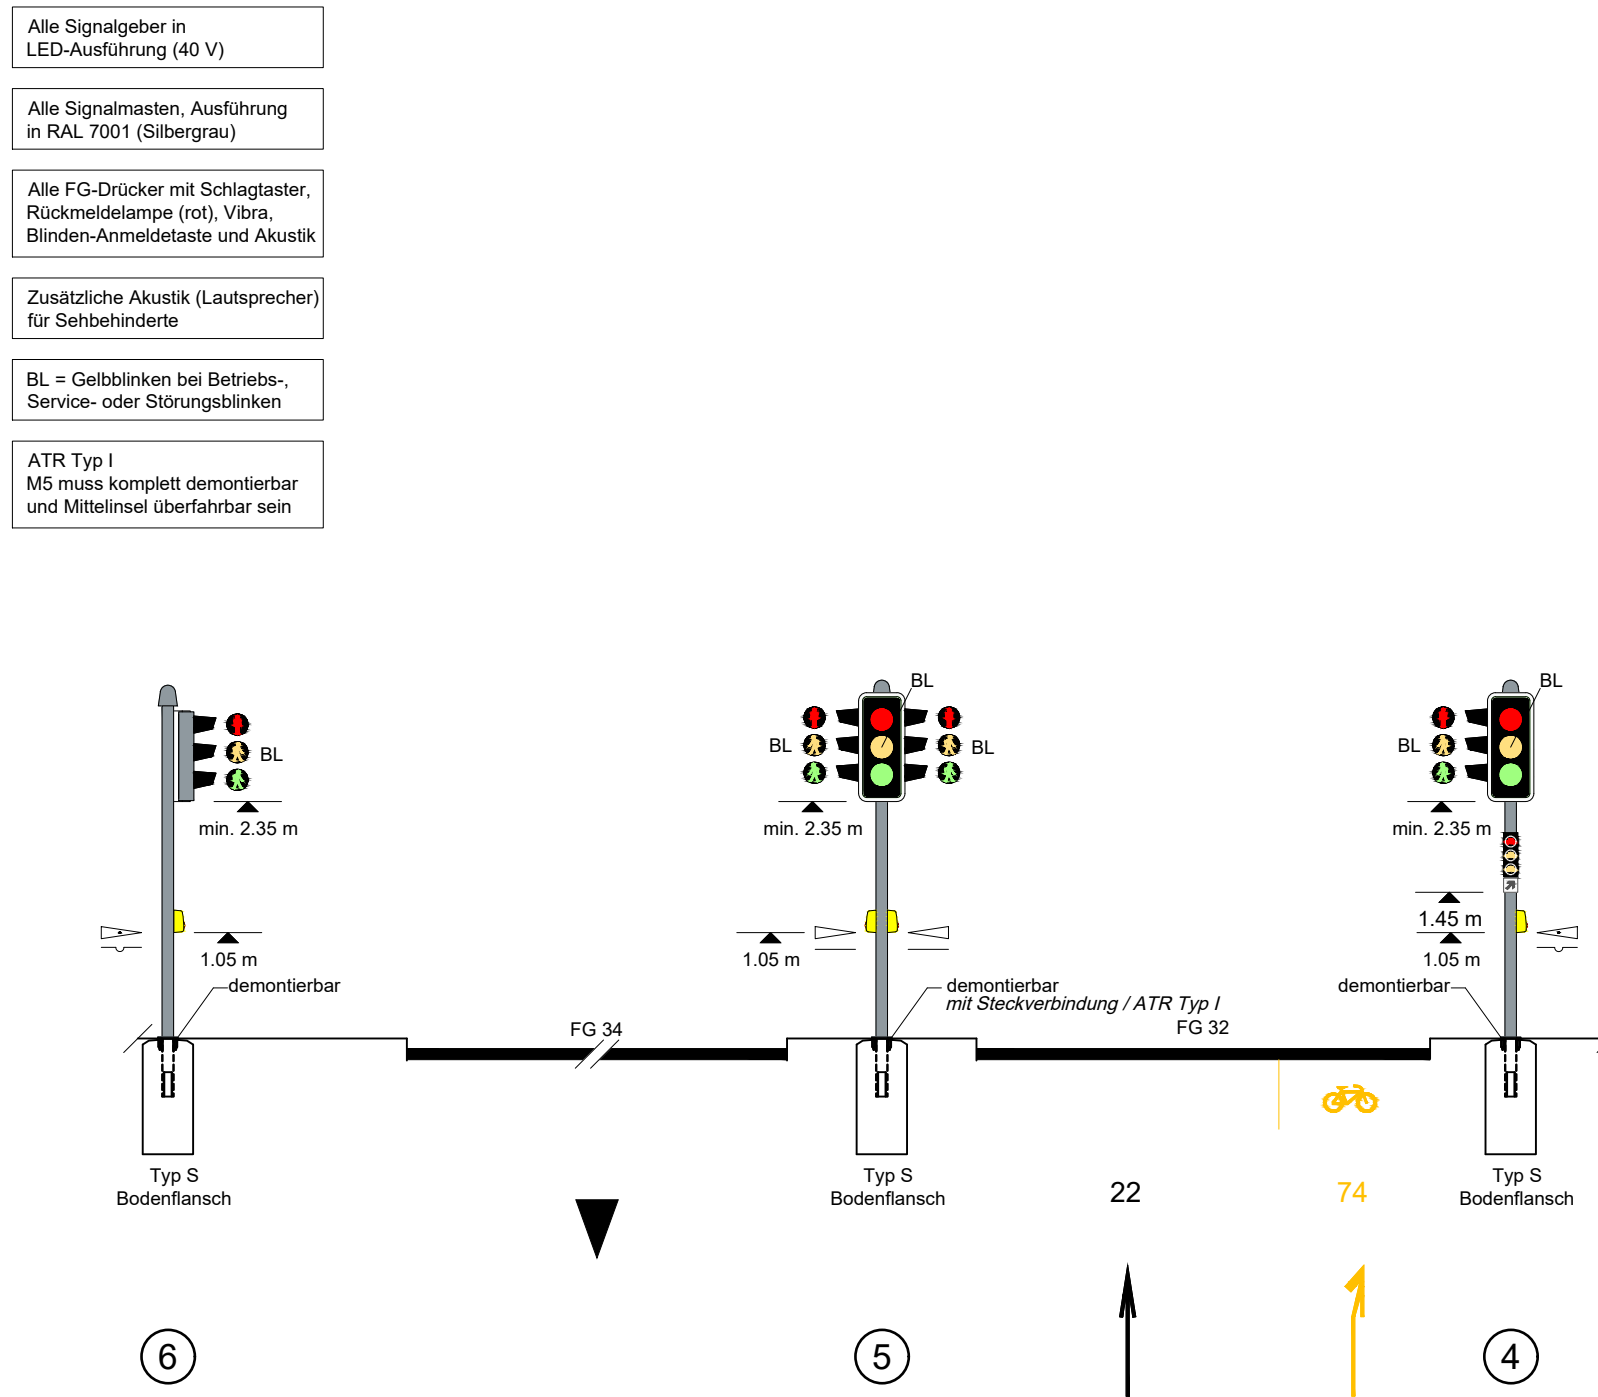 Alle Signalgeber in
LED-Ausführung (40 V)
Alle Signalmasten, Ausführung
in RAL 7001 (Silbergrau)
Alle FG-Drücker mit Schlagtaster,
Rückmeldelampe (rot), Vibra,
Blinden-Anmeldetaste und Akustik
Zusätzliche Akustik (Lautsprecher)
für Sehbehinderte
BL = Gelbblinken bei Betriebs-,
Service- oder Störungsblinken
ATR Typ I
M5 muss komplett demontierbar
und Mittelinsel überfahrbar sein
BL
min. 2.35 m
1.05 m
demontierbar
Typ S
Bodenflansch
6
FG 34
BL
BL
BL
min. 2.35 m
1.05 m
demontierbar
mit Steckverbindung / ATR Typ I
Typ S
Bodenflansch
5
FG 32
22
74
BL
BL
min. 2.35 m
1.45 m
1.05 m
demontierbar
Typ S
Bodenflansch
4